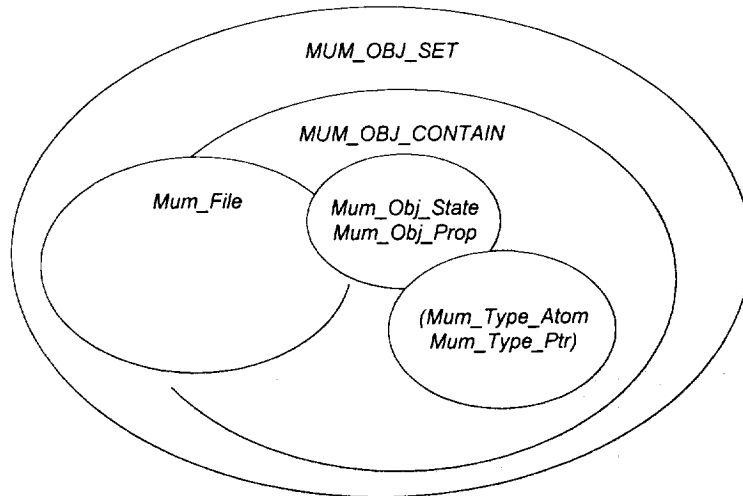 MUM_OBJ_SET
MUM_OBJ_CONTAIN
Mum_File
Mum_Obj_State
Mum_Obj_Prop
(Mum_Type_Atom
Mum_Type_Ptr)